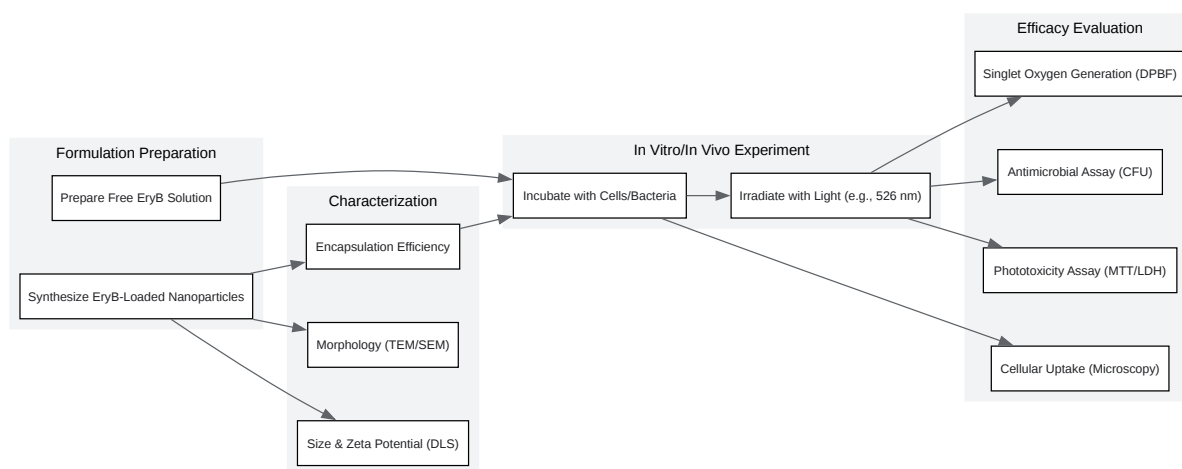 Formulation Preparation
Prepare Free EryB Solution
Synthesize EryB-Loaded Nanoparticles
Characterization
Encapsulation Efficiency
Morphology (TEM/SEM)
Size & Zeta Potential (DLS)
In Vitro/In Vivo Experiment
Incubate with Cells/Bacteria
Irradiate with Light (e.g., 526 nm)
Efficacy Evaluation
Singlet Oxygen Generation (DPBF)
Antimicrobial Assay (CFU)
Phototoxicity Assay (MTT/LDH)
Cellular Uptake (Microscopy)